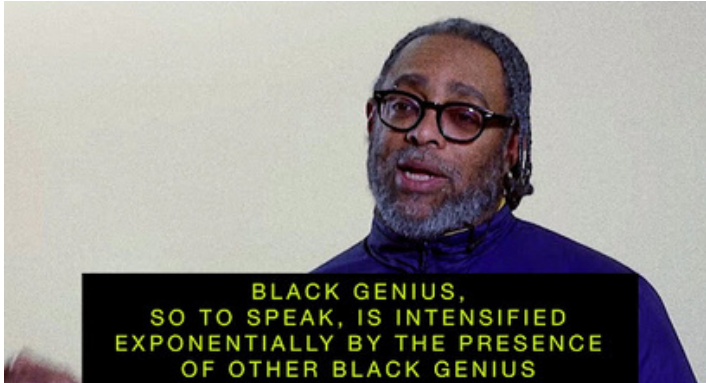 BLACK GENIUS,
SO TO SPEAK, IS INTENSIFIED
EXPONENTIALLY BY THE PRESENCE
OF OTHER BLACK GENIUS